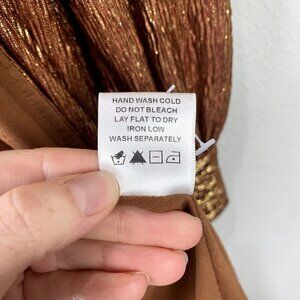 HAND WASH COLD
DO NOT BLEACH
LAY FLAT TO DRY
IRON LOW
WASH SEPARATELY